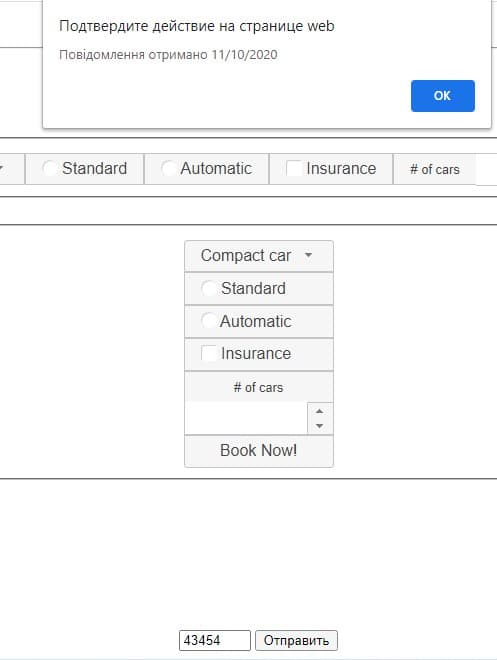 Подтвердите действие на странице web
Повідомлення отримано 11/10/2020
ОК
Standard Automatic Insurance # of cars
Compact car
Standard
Automatic
Insurance
# of cars
Book Now!
43454 Отправить